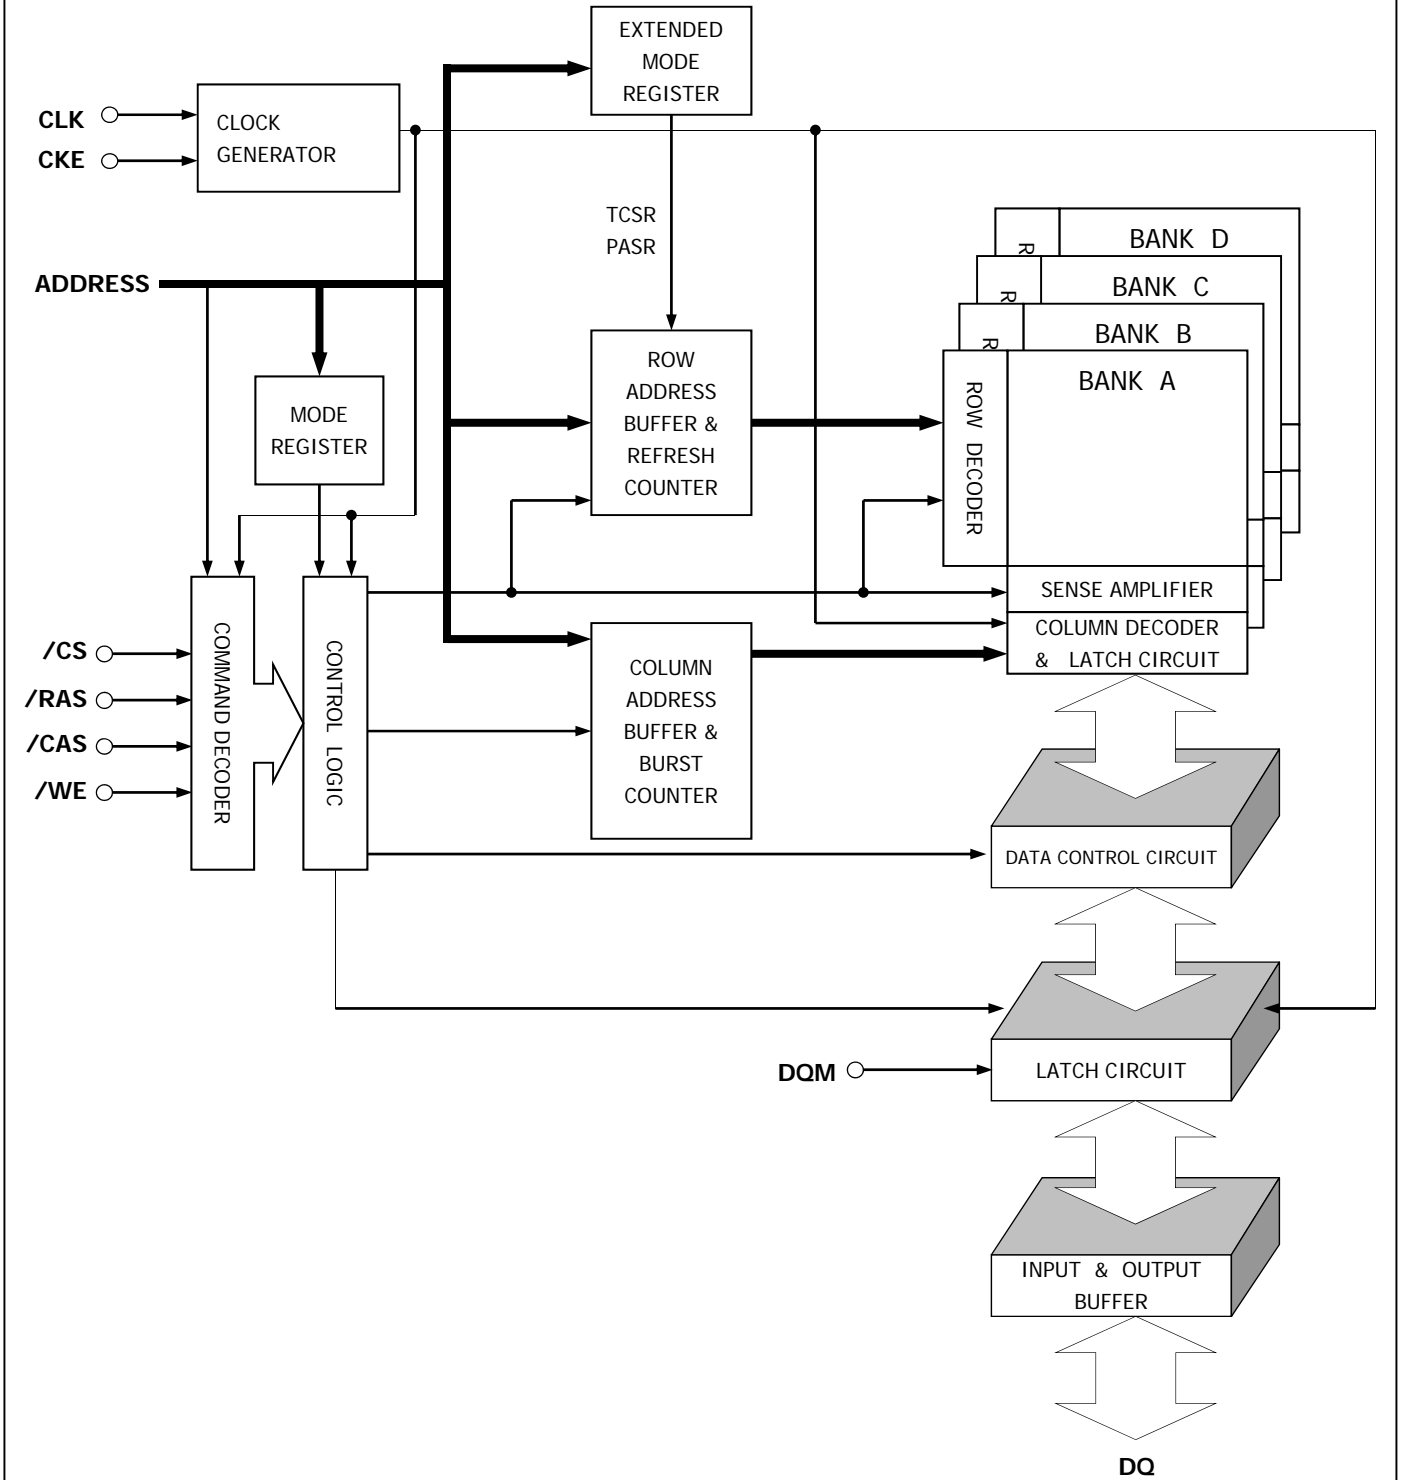 EXTENDED
MODE
REGISTER
CLK
CKE
CLOCK
GENERATOR
TCSR
PASR
ADDRESS
MODE
REGISTER
ROW
ADDRESS
BUFFER &
REFRESH
COUNTER
R
BANK D
R
BANK C
R
BANK B
ROW DECODER
BANK A
SENSE AMPLIFIER
COLUMN DECODER
& LATCH CIRCUIT
/CS
/RAS
/CAS
/WE
COMMAND DECODER
CONTROL LOGIC
COLUMN
ADDRESS
BUFFER &
BURST
COUNTER
DATA CONTROL CIRCUIT
DQM
LATCH CIRCUIT
INPUT & OUTPUT
BUFFER
DQ